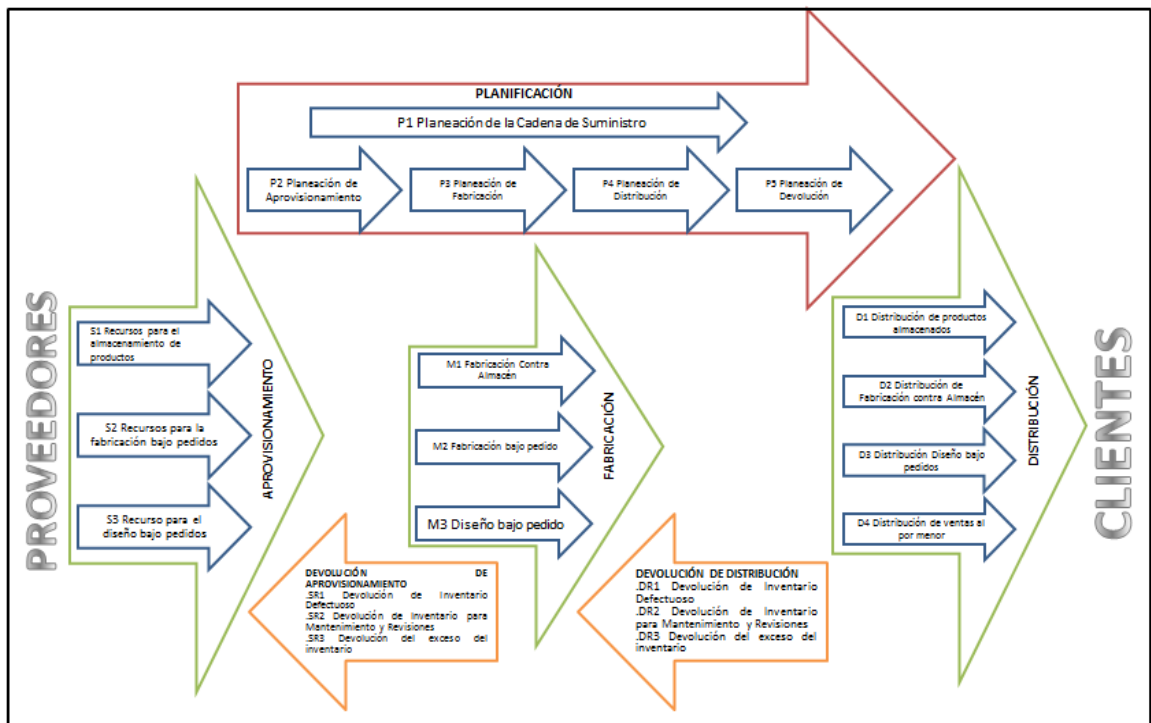 PLANIFICACIÓN
P1 Planeación de la Cadena de Suministro
P2 Planeación de
Aprovisionamiento
P3 Planeación de
Fabricación
P4 Planeación de
Distribución
P5 Planeación de
Devolución
PROVEEDORES
S1 Recursos para el
almacenamiento de
productos
S2 Recursos para la
fabricación bajo pedidos
S3 Recurso para el
diseño bajo pedidos
APROVISIONAMIENTO
M1 Fabricación Contra
Almacén
M2 Fabricación bajo pedido
M3 Diseño bajo pedido
FABRICACIÓN
D1 Distribución de productos
almacenados
D2 Distribución de
Fabricación contra Almacén
D3 Distribución Diseño bajo
pedidos
D4 Distribución de ventas al
por menor
DISTRIBUCIÓN
CLIENTES
DEVOLUCIÓN DE
APROVISIONAMIENTO
.SR1 Devolución de Inventario
Defectuoso
.SR2 Devolución de Inventario para
Mantenimiento y Revisiones
.SR3 Devolución del exceso del
inventario
DEVOLUCIÓN DE DISTRIBUCIÓN
.DR1 Devolución de Inventario
Defectuoso
.DR2 Devolución de Inventario
para Mantenimiento y Revisiones
.DR3 Devolución del exceso del
inventario